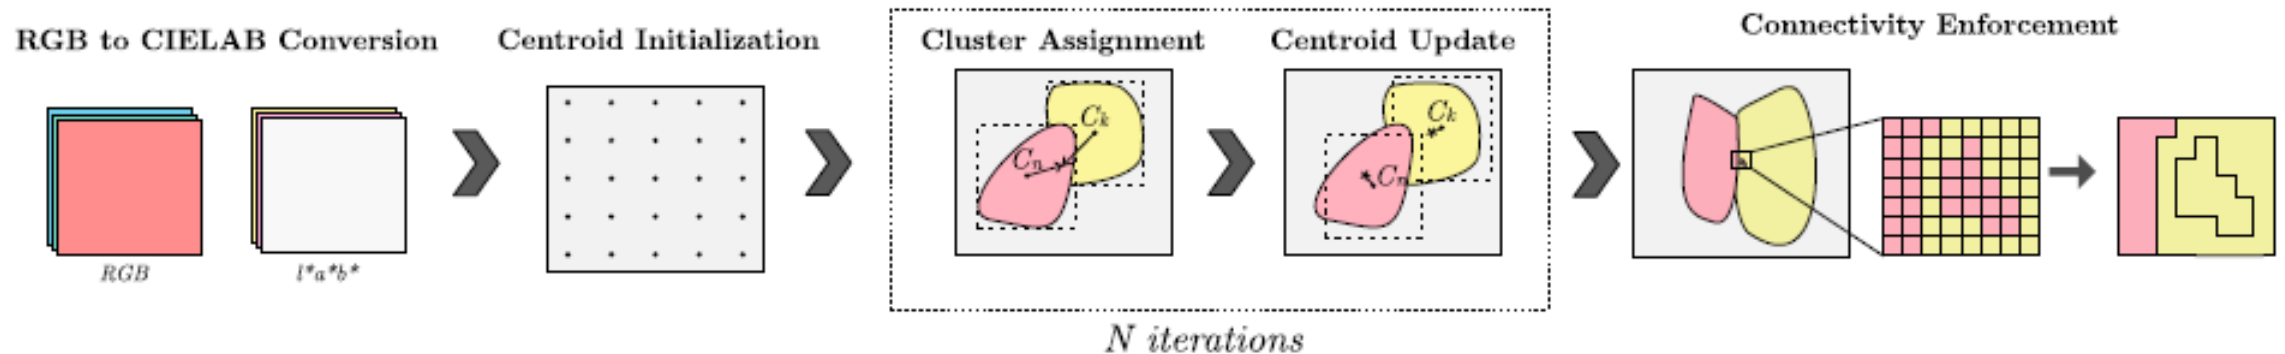 RGB to CIELAB Conversion
RGB
l*a*b*
Centroid Initialization
Cluster Assignment
Ck
Cn
Centroid Update
Ck
Cn
N iterations
Connectivity Enforcement